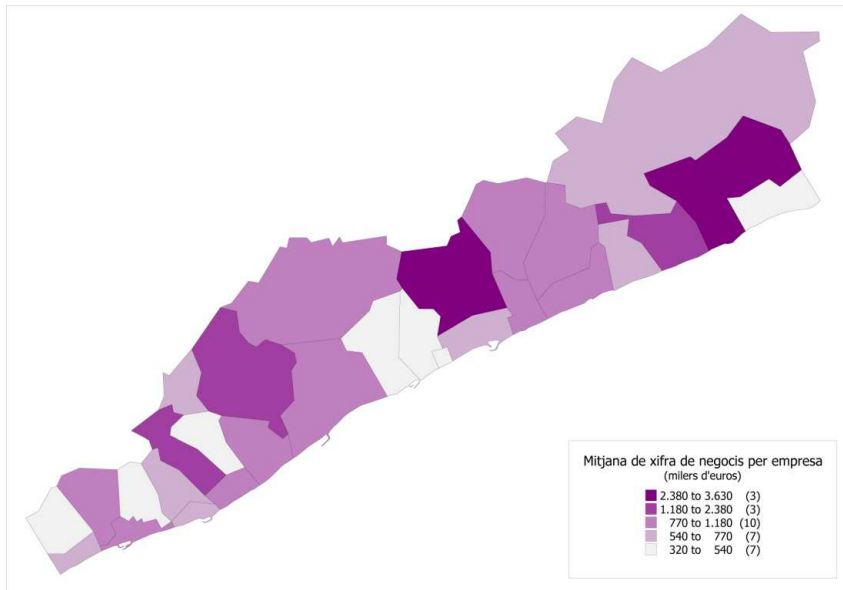 Mitjana de xifra de negocis per empresa
(milers d'euros)
2.380 to 3.630 (3)
1.180 to 2.380 (3)
770 to 1.180 (10)
540 to 770 (7)
320 to 540 (7)